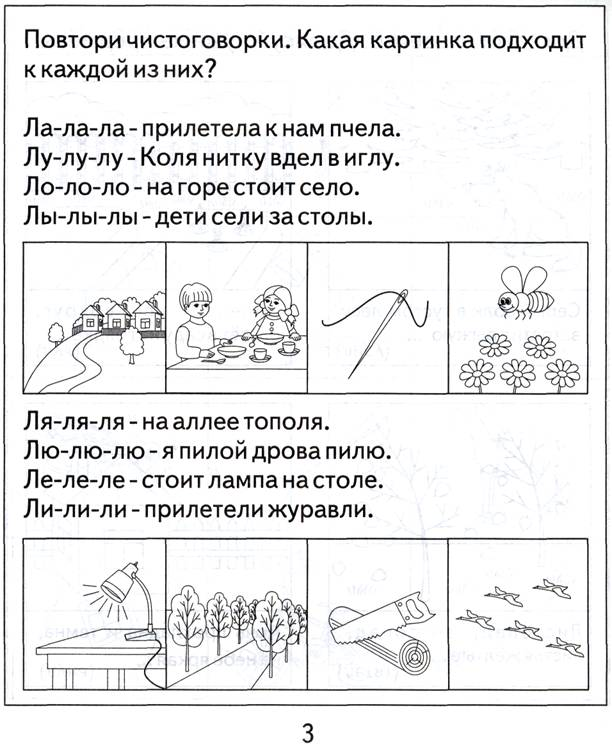 Повтори чистоговорки. Какая картинка подходит
к каждой из них?
Ла-ла-ла - прилетела к нам пчела.
Лу-лу-лу - Коля нитку вдел в иглу.
Ло-ло-ло - на горе стоит село.
Лы-лы-лы - дети сели за столы.
Ля-ля-ля - на аллее тополя.
Лю-лю-лю - я пилой дрова пилю.
Ле-ле-ле - стоит лампа на столе.
Ли-ли-ли - прилетели журавли.
3